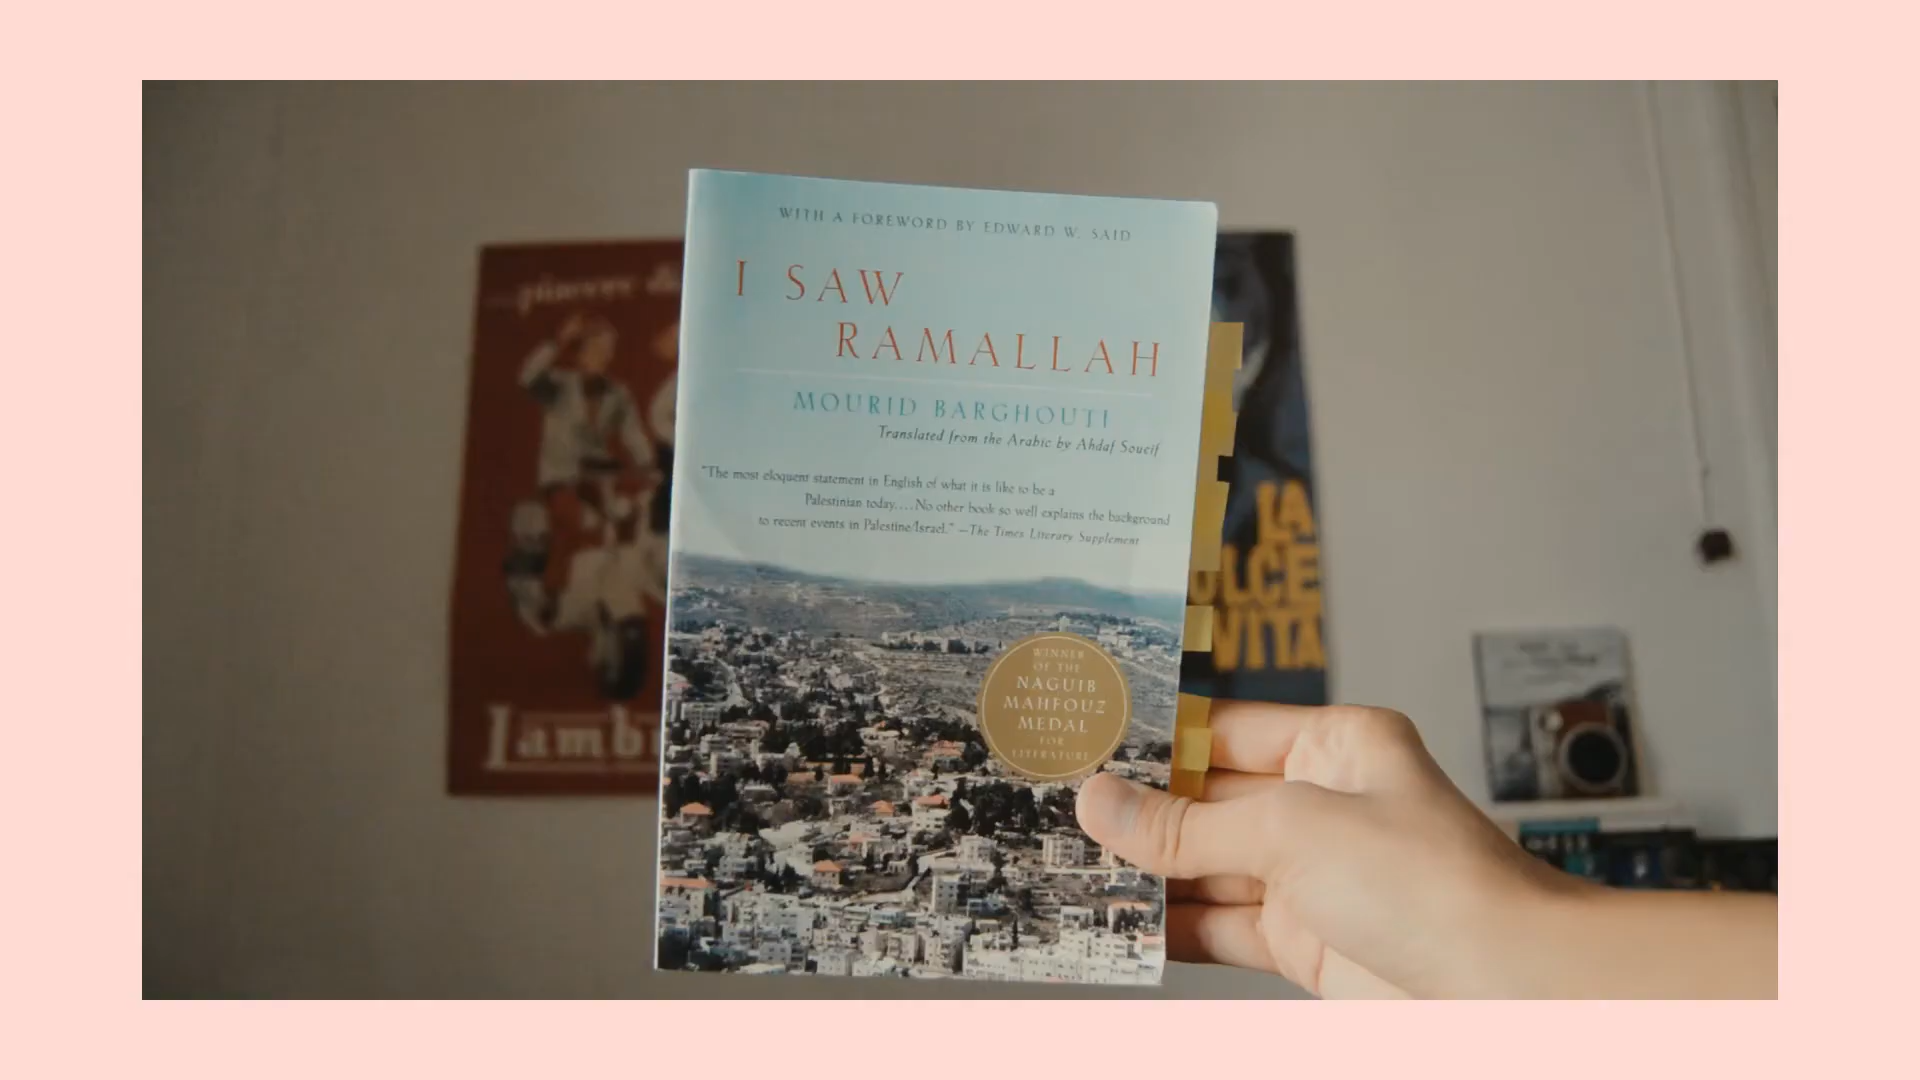 WITH A FOREWORD BY EDWARD W. SAID
I SAW
RAMALLAH
MOURID BARGHOUTI
Translated from the Arabic by Ahdaf Soueif
"The most eloquent statement in English of what it is like to be a
Palestinian today....No other book so well explains the background
to recent events in Palestine/Israel." —The Times Literary Supplement
WINNER
OF THE
NAGUIB
MAHFOUZ
MEDAL
FOR
LITERATURE
Lamb
LA
OLCE
VITA